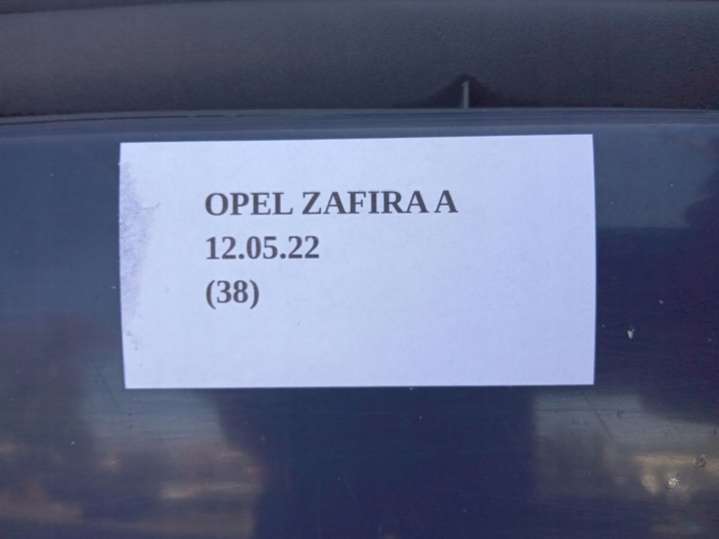 OPEL ZAFIRA A
12.05.22
(38)